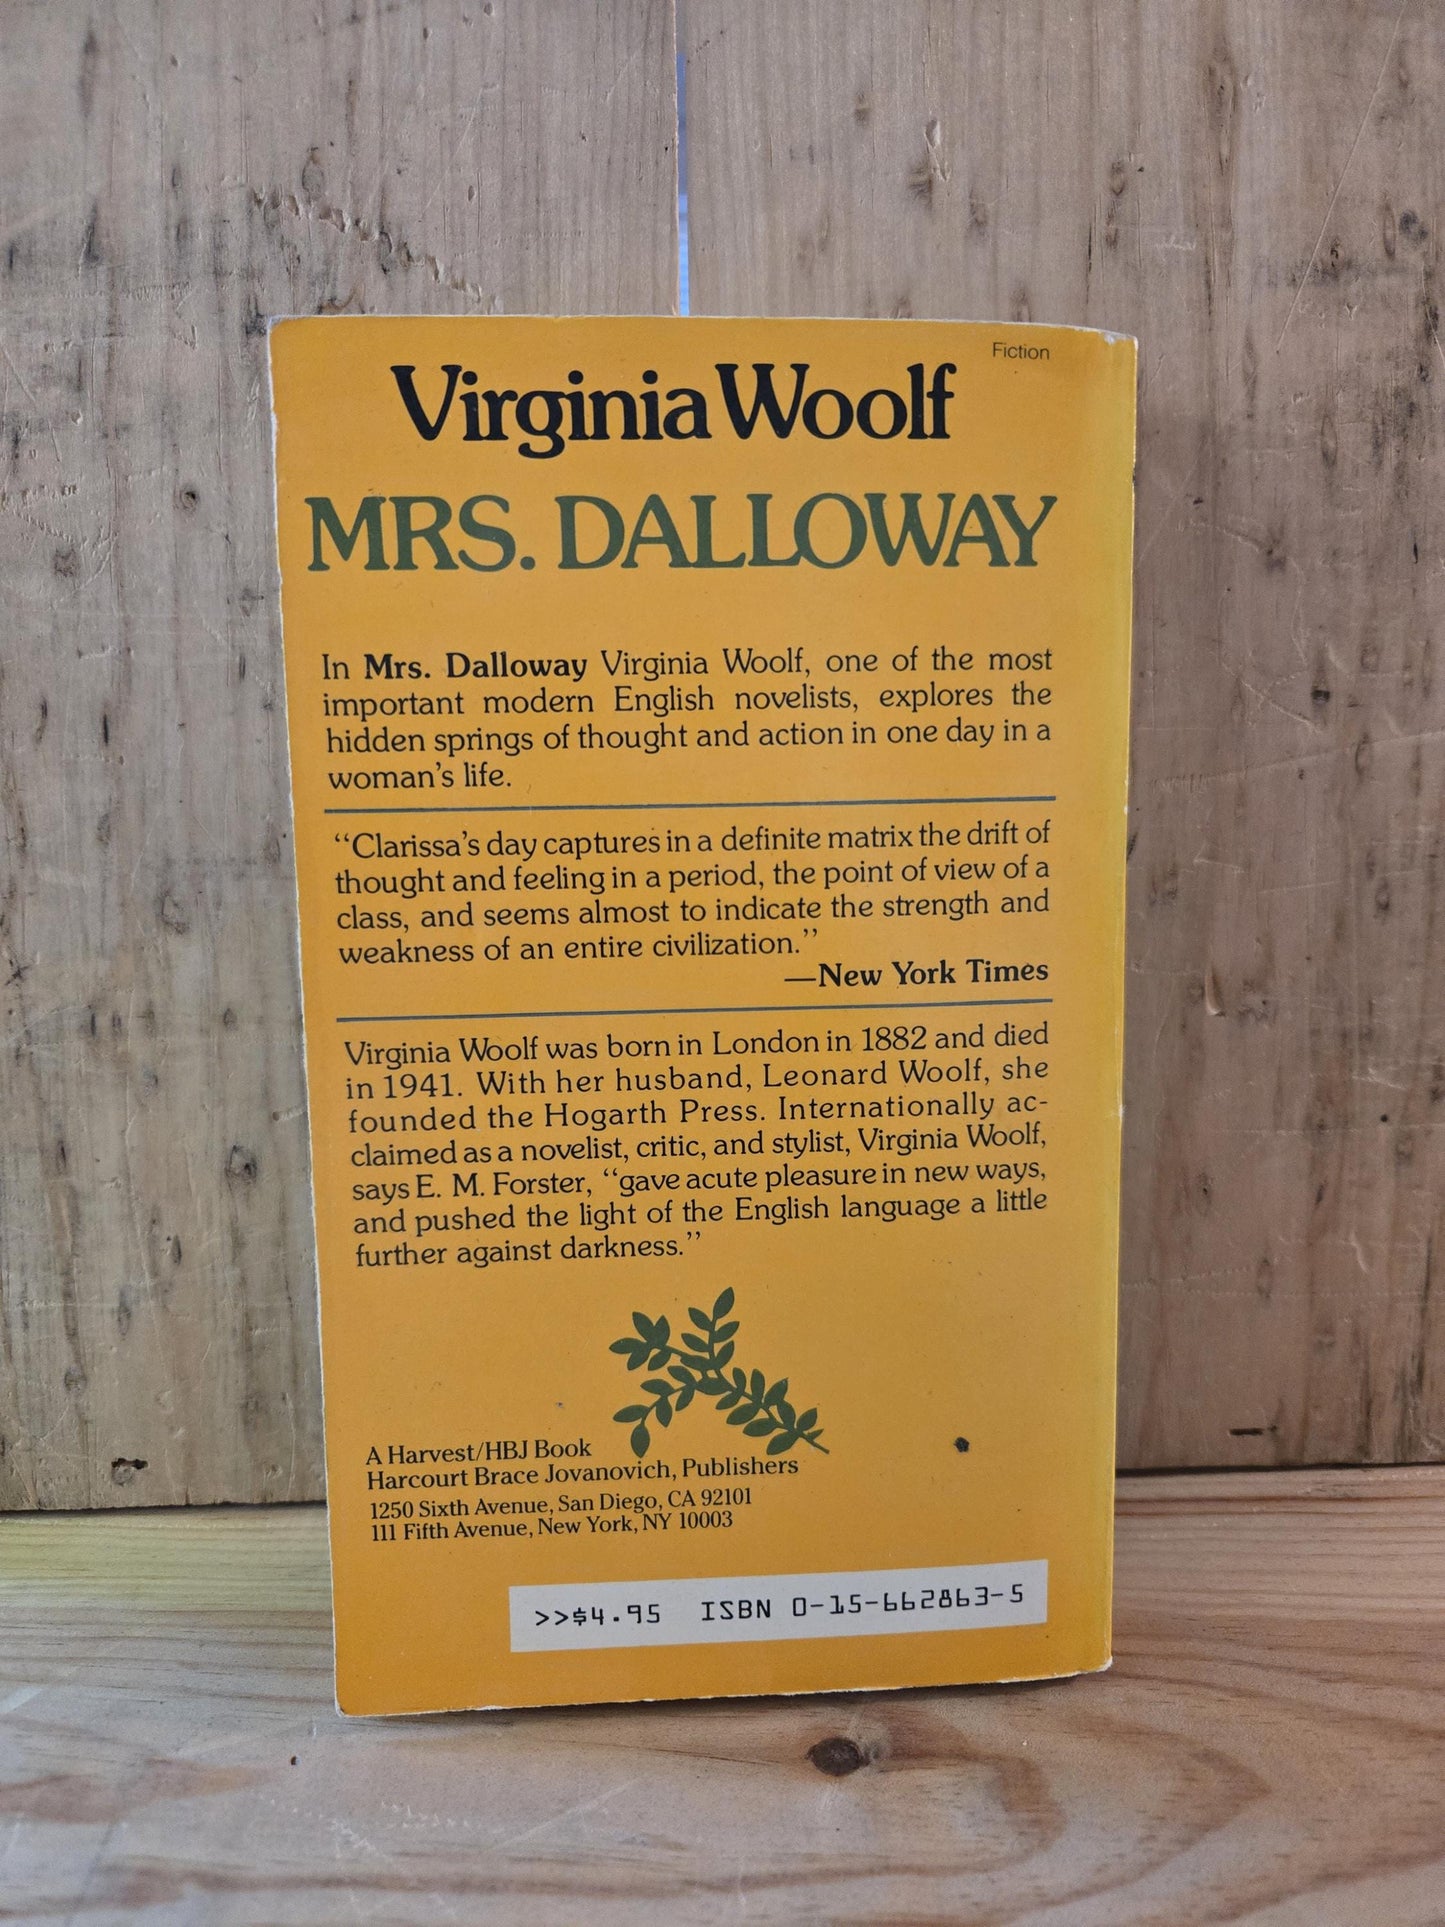 Fiction
Virginia Woolf
MRS. DALLOWAY
In Mrs. Dalloway Virginia Woolf, one of the most
important modern English novelists, explores the
hidden springs of thought and action in one day in a
woman's life.
‘‘Clarissa's day captures in a definite matrix the drift of
thought and feeling in a period, the point of view of a
class, and seems almost to indicate the strength and
weakness of an entire civilization.’’
—New York Times
Virginia Woolf was born in London in 1882 and died
in 1941. With her husband, Leonard Woolf, she
founded the Hogarth Press. Internationally ac-
claimed as a novelist, critic, and stylist, Virginia Woolf,
says E. M. Forster, ‘‘gave acute pleasure in new ways,
and pushed the light of the English language a little
further against darkness.’’
A Harvest/HBJ Book
Harcourt Brace Jovanovich, Publishers
1250 Sixth Avenue, San Diego, CA 92101
111 Fifth Avenue, New York, NY 10003
>>$4.95 ISBN 0-15-662863-5